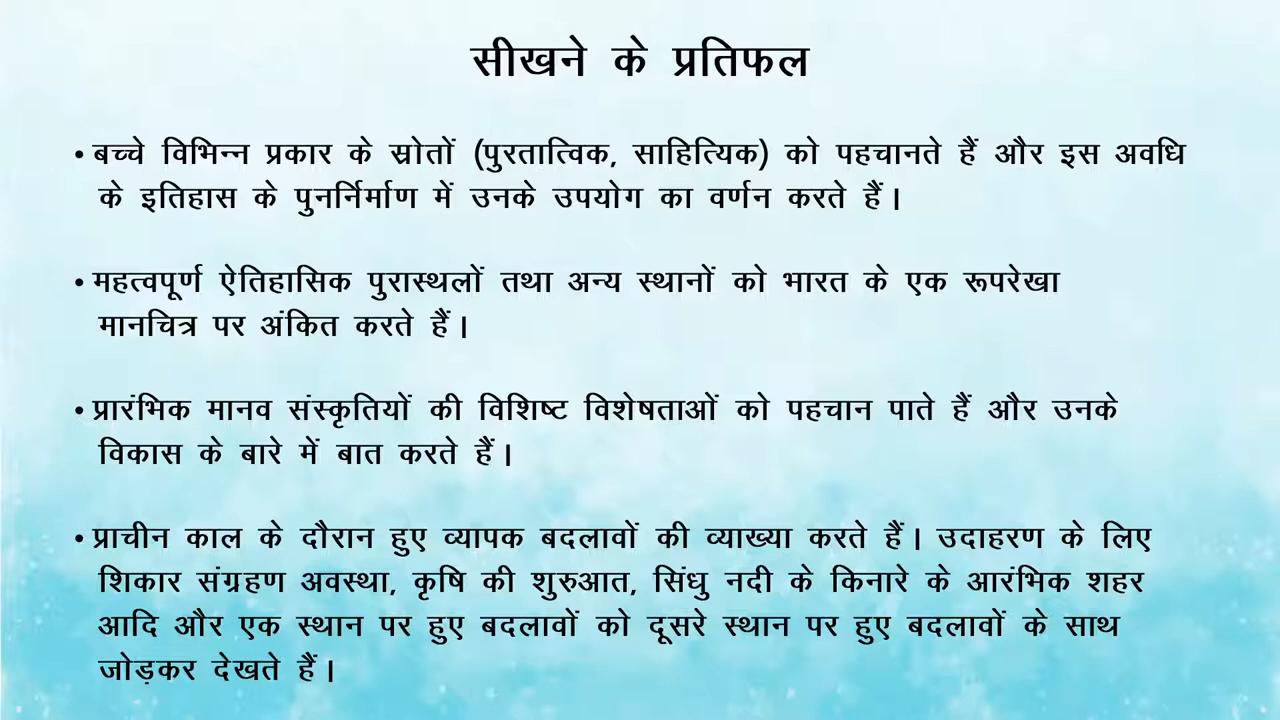 सीखने के प्रतिफल
• बच्चे विभिन्न प्रकार के स्रोतों (पुरतात्विक, साहित्यिक) को पहचानते हैं और इस अवधि
के इतिहास के पुनर्निर्माण में उनके उपयोग का वर्णन करते हैं।
• महत्वपूर्ण ऐतिहासिक पुरास्थलों तथा अन्य स्थानों को भारत के एक रूपरेखा
मानचित्र पर अंकित करते हैं।
• प्रारंभिक मानव संस्कृतियों की विशिष्ट विशेषताओं को पहचान पाते हैं और उनके
विकास के बारे में बात करते हैं।
• प्राचीन काल के दौरान हुए व्यापक बदलावों की व्याख्या करते हैं। उदाहरण के लिए
शिकार संग्रहण अवस्था, कृषि की शुरुआत, सिंधु नदी के किनारे के आरंभिक शहर
आदि और एक स्थान पर हुए बदलावों को दूसरे स्थान पर हुए बदलावों के साथ
जोड़कर देखते हैं।